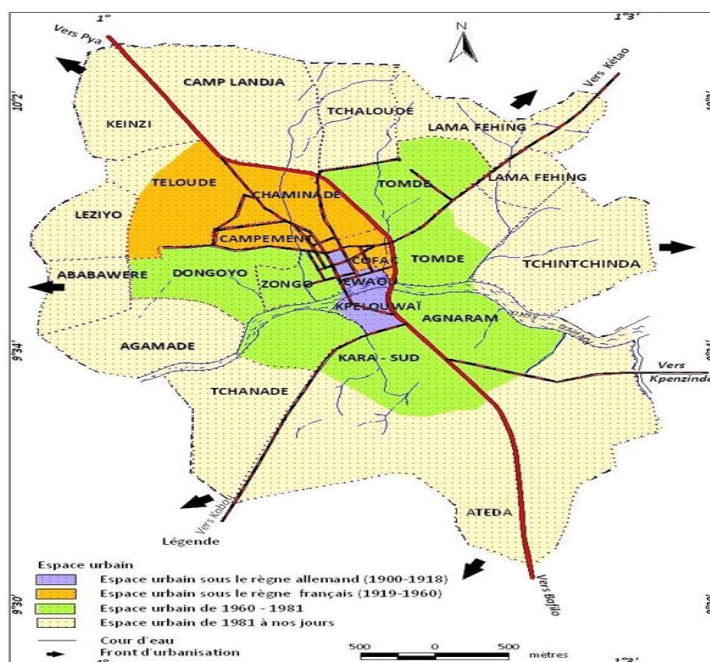 1°
1°3'
N
Vers Pya
Vers Kétao
10°2'
CAMP LANDJA
TCHALOUDE
KEINZI
LAMA FEHING
TELOUDE
TOMDE
LAMA FEHING
CHAMINADE
LEZIYO
CAMPEMENT
COFAC
TOMDE
TCHINTCHINDA
ABABAWERE
DONGOYO
ZONGO
EWAOU
KPELOUWAÏ
AGNARAM
AGAMADE
9°34'
KARA - SUD
TCHANADE
Vers
Kpenzindè
ATEDA
Vers Kabou
Vers Bafilo
Légende
Espace urbain
Espace urbain sous le règne allemand (1900-1918)
Espace urbain sous le règne français (1919-1960)
Espace urbain de 1960 - 1981
Espace urbain de 1981 à nos jours
Cour d'eau
Front d'urbanisation
500 0 500 mètres
9°30'
1°
1°3'